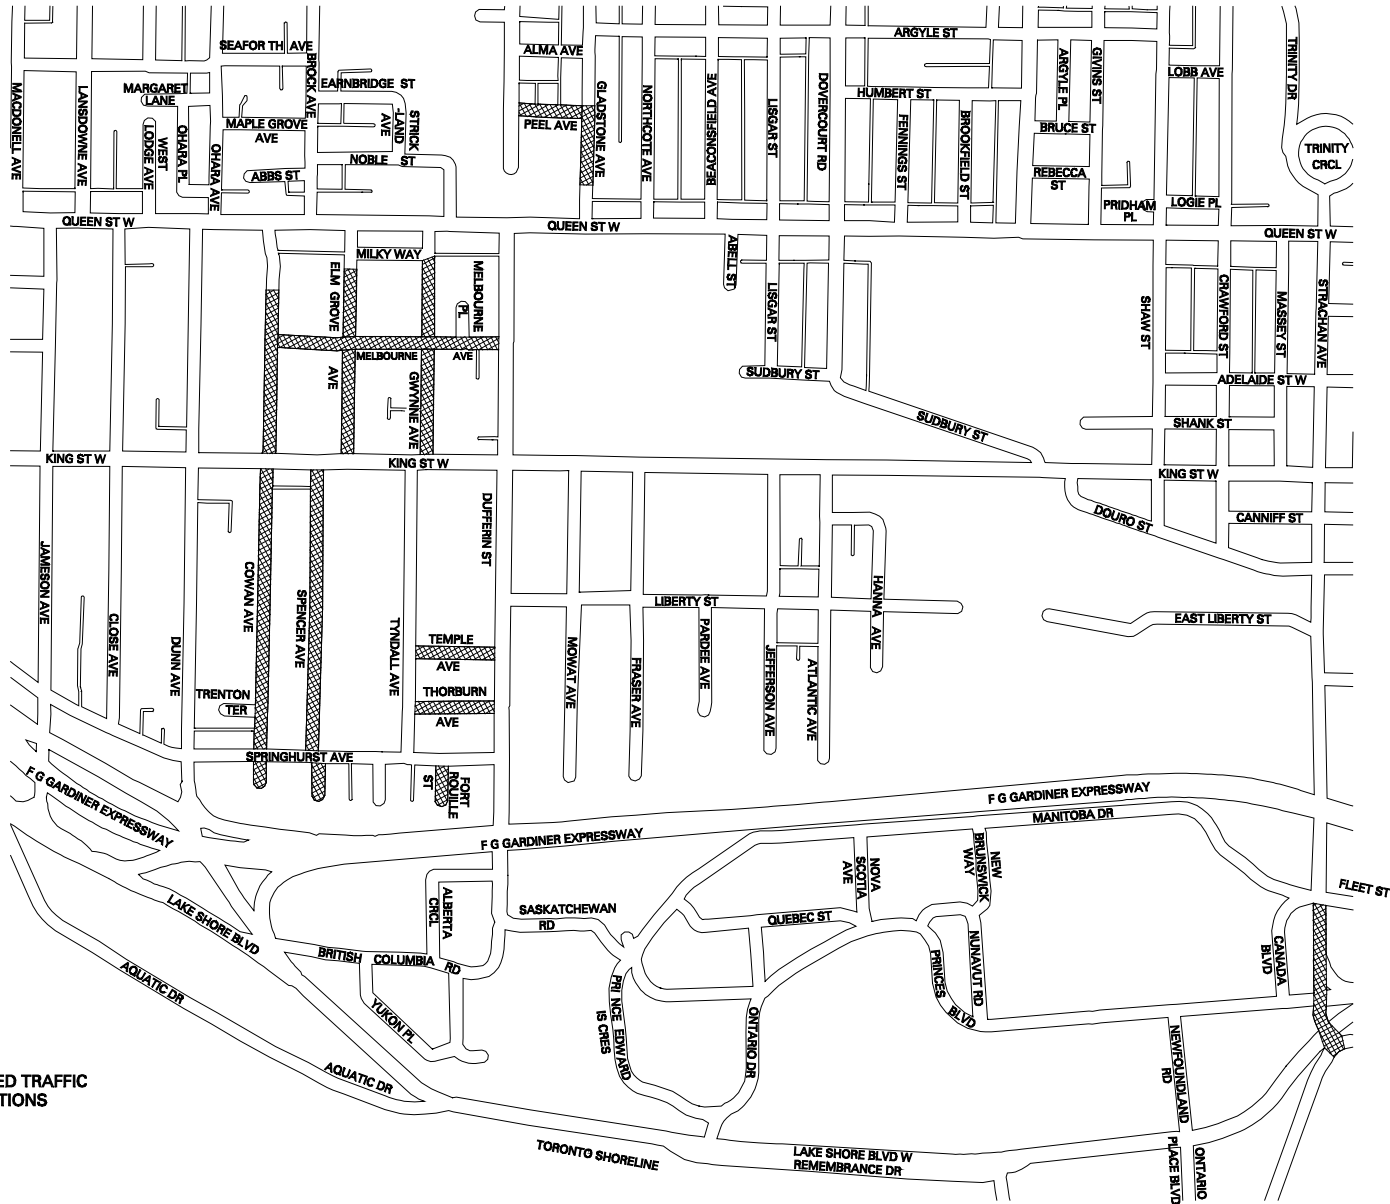 ARGYLE ST
SEAFOR TH AVE
ALMA AVE
TRINITY DR
MACDONELL AVE
LANSDOWNE AVE
MARGARET
LANE
BROCK AVE
EARNBRIDGE ST
STRICK
-LAND
AVE
GLADSTONE AVE
NORTHCOTE AVE
BEACONSFIELD AVE
LISGAR ST
DOVERCOURT RD
HUMBERT ST
ARGYLE PL
GIVINS ST
LOBB AVE
MAPLE GROVE
AVE
PEEL AVE
FENNINGS ST
BROOKFIELD ST
BRUCE ST
WEST
LODGE AVE
OHARA PL
OHARA AVE
NOBLE ST
ABBS ST
REBECCA
ST
TRINITY
CRCL
PRIDHAM
PL
LOGIE PL
QUEEN ST W
QUEEN ST W
QUEEN ST W
MILKY WAY
ELM GROVE
AVE
MELBOURNE
PL
ABELL ST
LISGAR ST
SHAW ST
CRAWFORD ST
MASSEY ST
STRACHAN AVE
MELBOURNE AVE
GWYNNE AVE
SUDBURY ST
ADELAIDE ST W
SUDBURY ST
SHANK ST
KING ST W
KING ST W
KING ST W
DUFFERIN ST
DOURO ST
CANNIFF ST
JAMESON AVE
CLOSE AVE
DUNN AVE
COWAN AVE
SPENCER AVE
TYNDALL AVE
LIBERTY ST
HANNA AVE
EAST LIBERTY ST
TEMPLE
AVE
MOWAT AVE
FRASER AVE
PARDEE AVE
JEFFERSON AVE
ATLANTIC AVE
TRENTON
TER
THORBURN
AVE
SPRINGHURST AVE
FORT
ROUILLE
ST
F G GARDINER EXPRESSWAY
F G GARDINER EXPRESSWAY
F G GARDINER EXPRESSWAY
MANITOBA DR
NOVA
SCOTIA
AVE
NEW
BRUNSWICK
WAY
FLEET ST
LAKE SHORE BLVD
ALBERTA
CRCL
SASKATCHEWAN
RD
QUEBEC ST
BRITISH COLUMBIA RD
AQUATIC DR
YUKON PL
PRI NCE EDWARD
IS CRES
ONTARIO DR
PRINCES
BLVD
NUNAVUT RD
CANADA
BLVD
NEWFOUNDLAND
RD
ED TRAFFIC
TIONS
AQUATIC DR
TORONTO SHORELINE
LAKE SHORE BLVD W
REMEMBRANCE DR
ONTARIO
PLACE BLVD